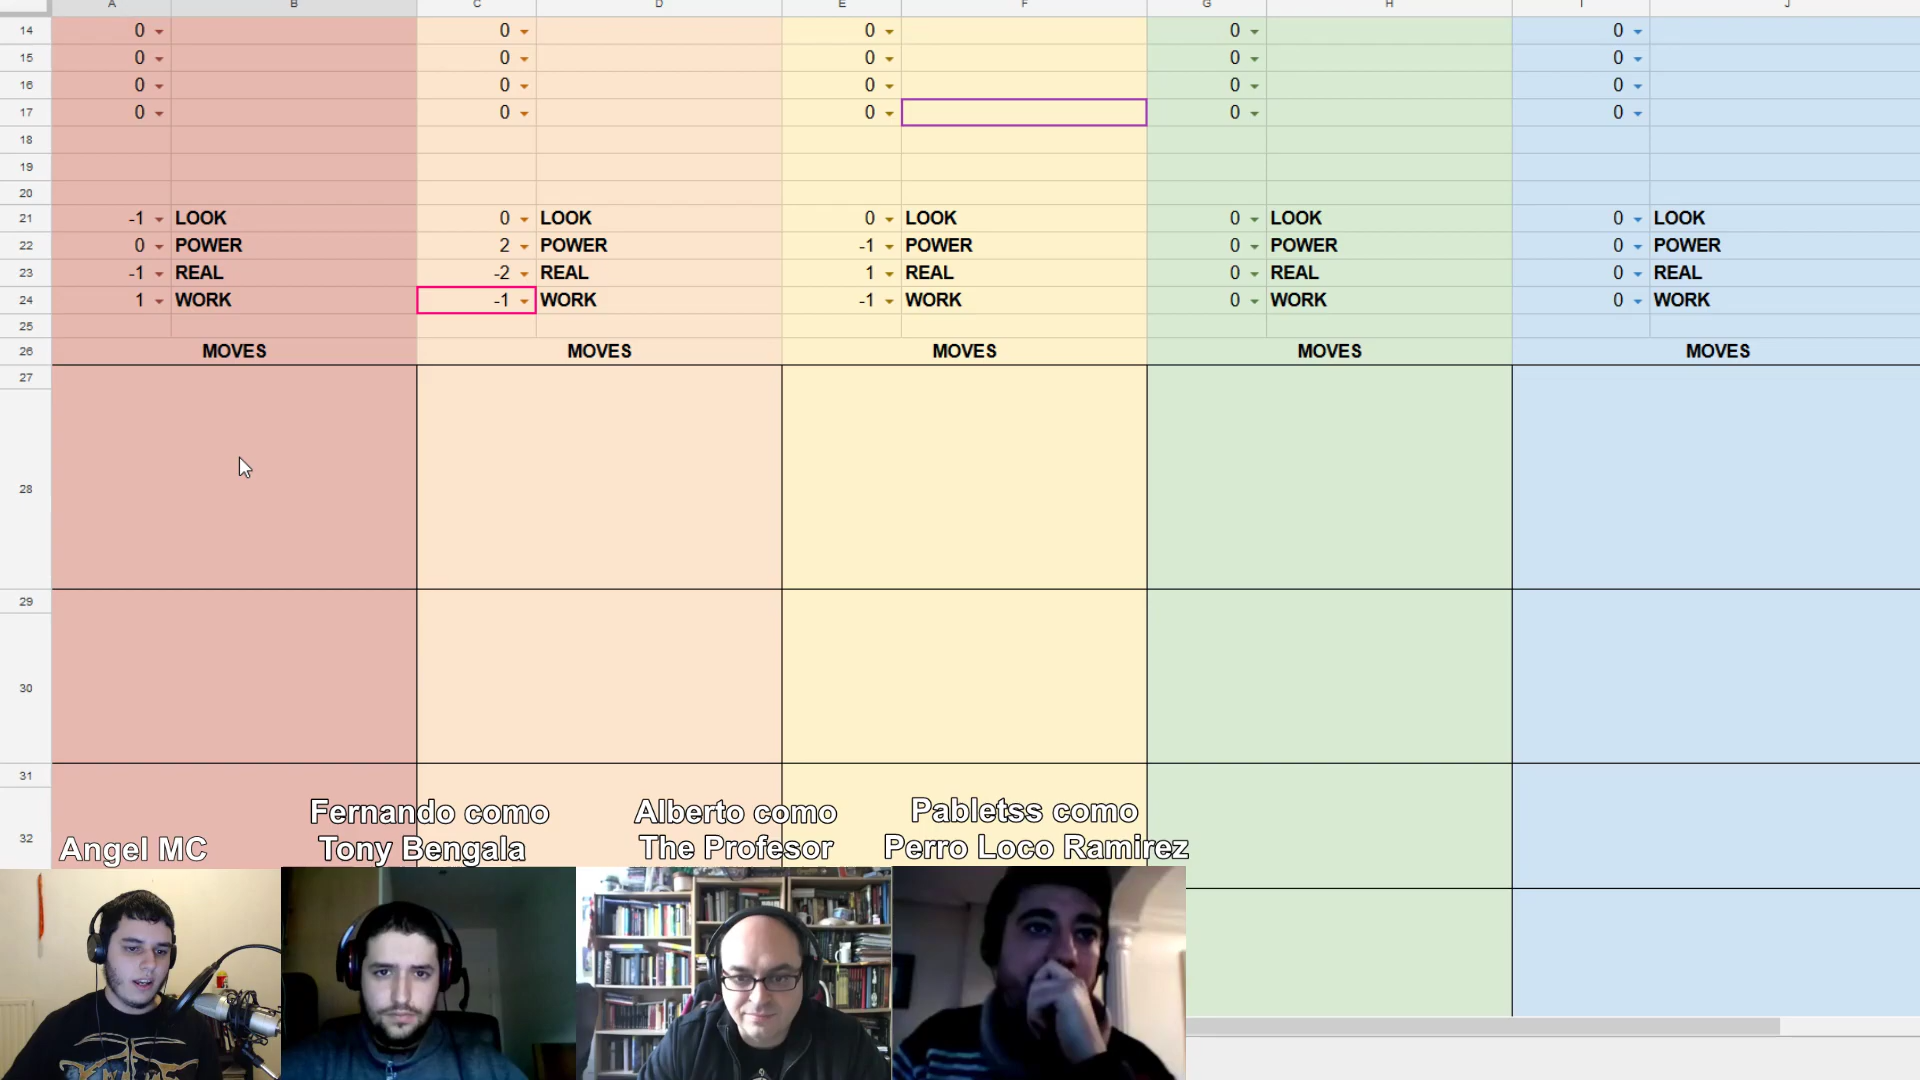 A B C D E F G H I J
14 0 0 0 0 0
15 0 0 0 0 0
16 0 0 0 0 0
17 0 0 0 0 0
18
19
20
21 -1 LOOK 0 LOOK 0 LOOK 0 LOOK 0 LOOK
22 0 POWER 2 POWER -1 POWER 0 POWER 0 POWER
23 -1 REAL -2 REAL 1 REAL 0 REAL 0 REAL
24 1 WORK -1 WORK -1 WORK 0 WORK 0 WORK
25
26 MOVES MOVES MOVES MOVES MOVES
27
28
29
30
31
32
Angel MC
Fernando como
Tony Bengala
Alberto como
The Profesor
Pabletss como
Perro Loco Ramirez